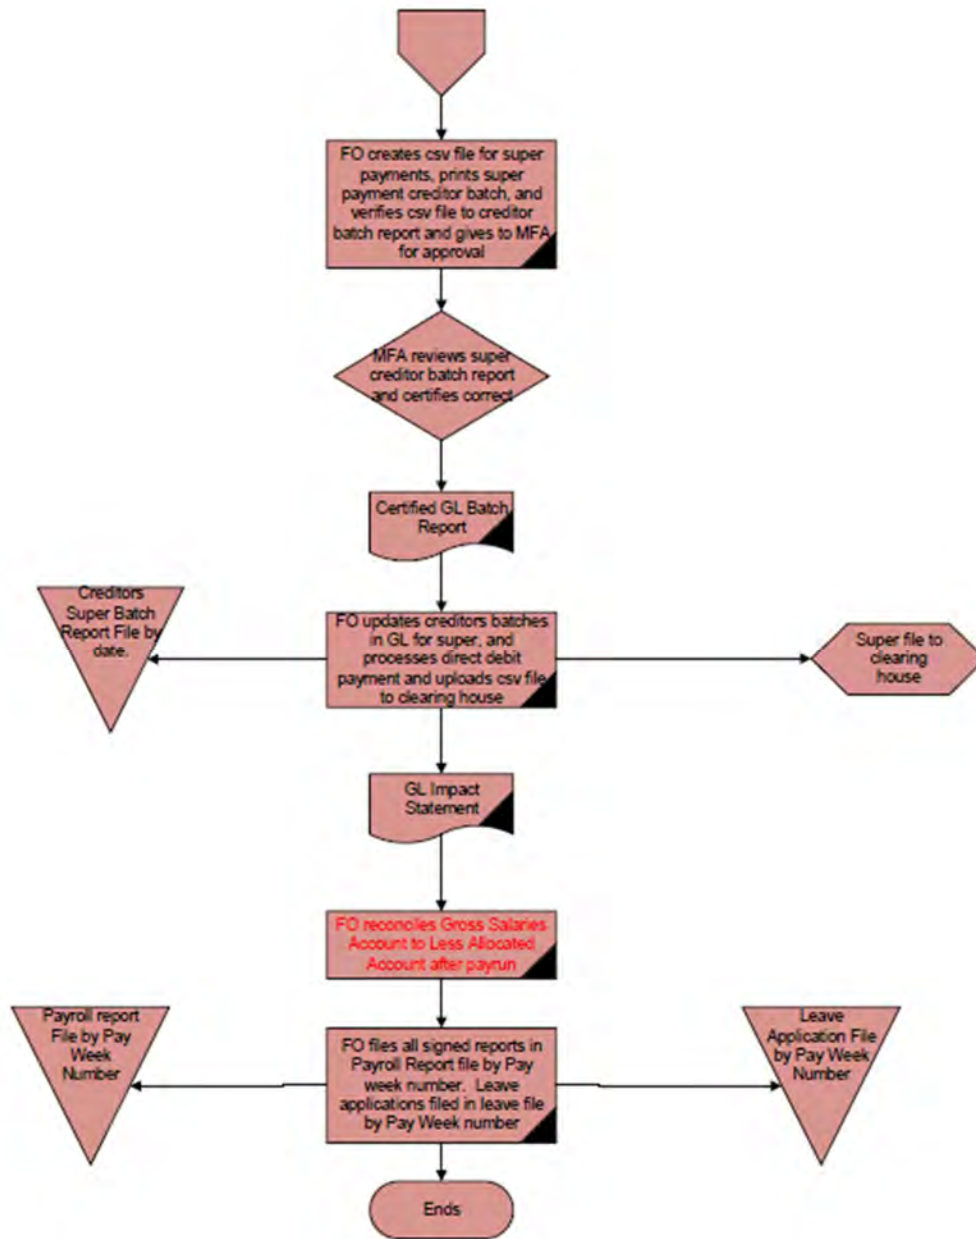 FO creates csv file for super
payments, prints super
payment creditor batch, and
verifies csv file to creditor
batch report and gives to MFA
for approval
MFA reviews super
creditor batch report
and certifies correct
Certified GL Batch
Report
Creditors
Super Batch
Report File by
date.
FO updates creditors batches
in GL for super, and
processes direct debit
payment and uploads csv file
to clearing house
Super file to
clearing
house
GL Impact
Statement
FO reconciles Gross Salaries
Account to Less Allocated
Account after payrun
Payroll report
File by Pay
Week
Number
FO files all signed reports in
Payroll Report file by Pay
week number. Leave
applications filed in leave file
by Pay Week number
Leave
Application File
by Pay Week
Number
Ends